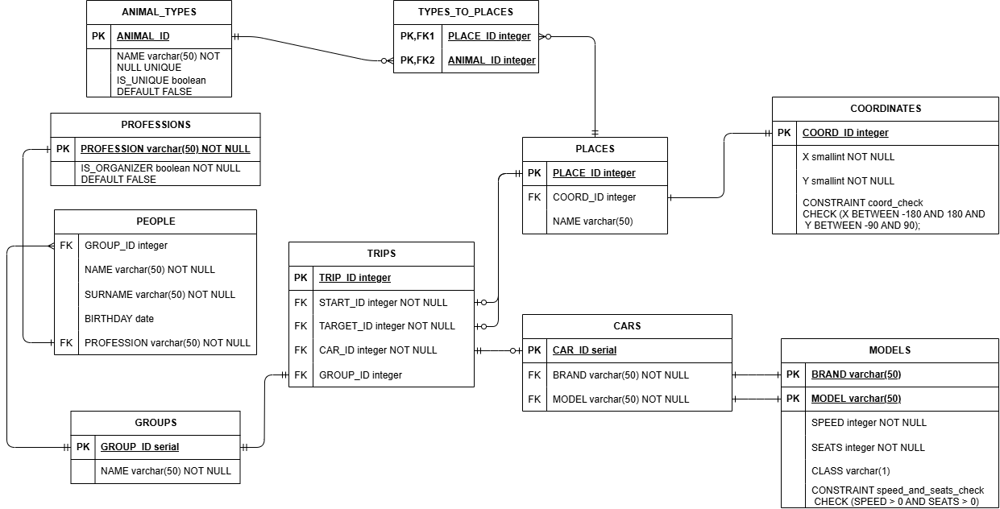 ANIMAL_TYPES
PK ANIMAL_ID
NAME varchar(50) NOT
NULL UNIQUE
IS_UNIQUE boolean
DEFAULT FALSE
TYPES_TO_PLACES
PK,FK1 PLACE_ID integer
PK,FK2 ANIMAL_ID integer
PROFESSIONS
PK PROFESSION varchar(50) NOT NULL
IS_ORGANIZER boolean NOT NULL
DEFAULT FALSE
COORDINATES
PK COORD_ID integer
X smallint NOT NULL
Y smallint NOT NULL
CONSTRAINT coord_check
CHECK (X BETWEEN -180 AND 180 AND
Y BETWEEN -90 AND 90);
PLACES
PK PLACE_ID integer
FK COORD_ID integer
NAME varchar(50)
PEOPLE
FK GROUP_ID integer
NAME varchar(50) NOT NULL
SURNAME varchar(50) NOT NULL
BIRTHDAY date
FK PROFESSION varchar(50) NOT NULL
TRIPS
PK TRIP_ID integer
FK START_ID integer NOT NULL
FK TARGET_ID integer NOT NULL
FK CAR_ID integer NOT NULL
FK GROUP_ID integer
CARS
PK CAR_ID serial
FK BRAND varchar(50) NOT NULL
FK MODEL varchar(50) NOT NULL
MODELS
PK BRAND varchar(50)
PK MODEL varchar(50)
SPEED integer NOT NULL
SEATS integer NOT NULL
CLASS varchar(1)
CONSTRAINT speed_and_seats_check
CHECK (SPEED > 0 AND SEATS > 0)
GROUPS
PK GROUP_ID serial
NAME varchar(50) NOT NULL